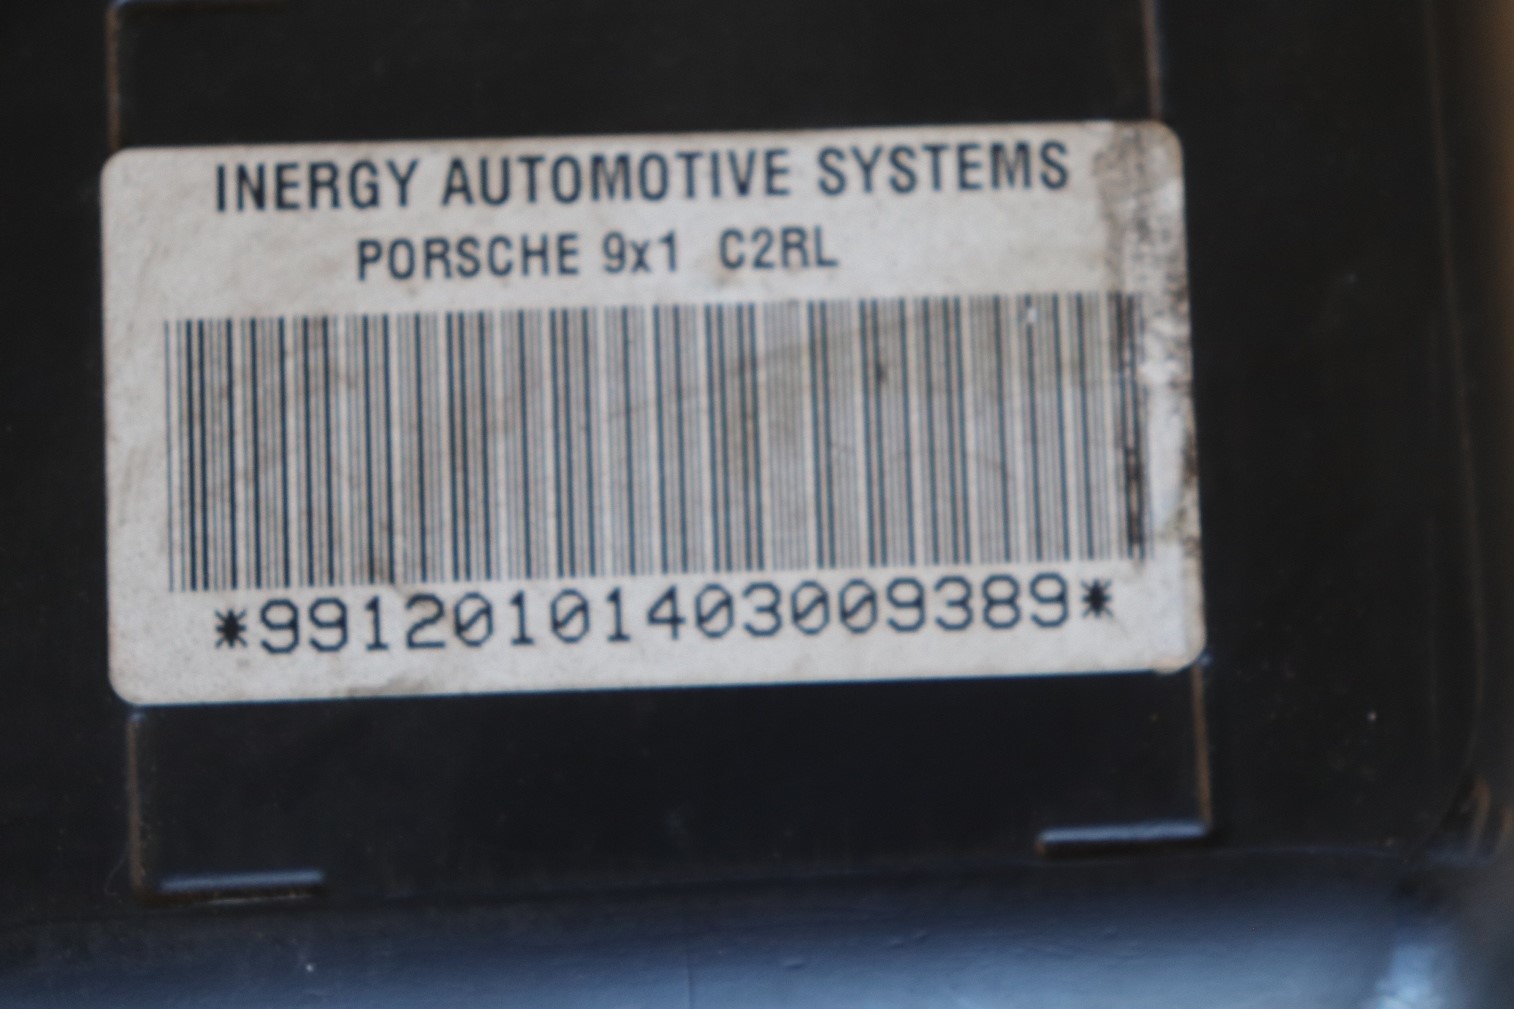 INERGY AUTOMOTIVE SYSTEMS
PORSCHE 9x1 C2RL
*99120101403009389*